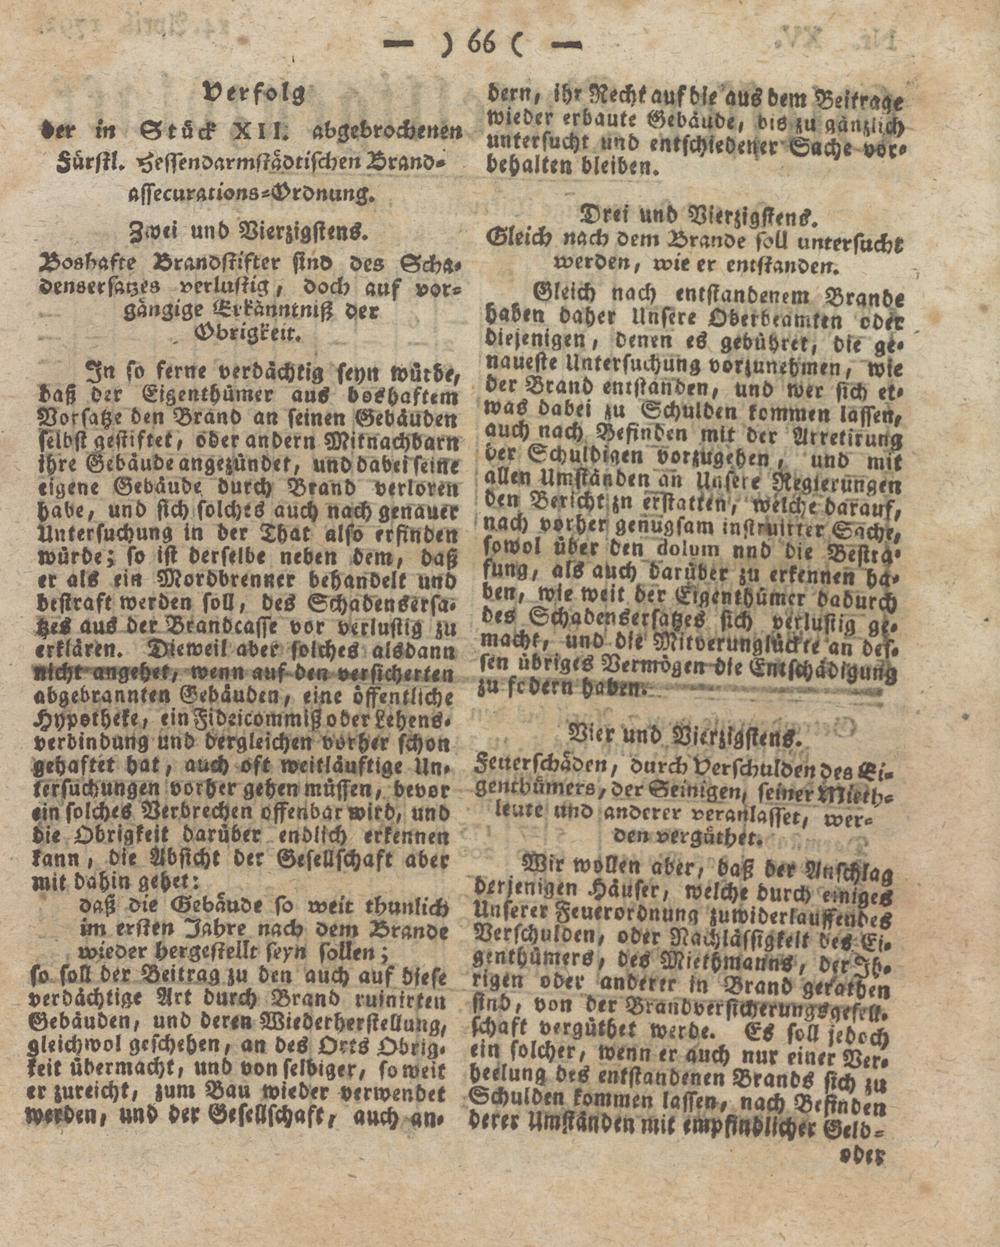 — ) 66 ( —
Verfolg
der in Stück XII. abgebrochenen
Fürstl. Hessendarmstädtischen Brand-
assecurations-Ordnung.
Zwei und Vierzigstens.
Boshafte Brandstifter sind des Scha-
densersatzes verlustig, doch auf vor-
gängige Erkänntniß der
Obrigkeit.
In so ferne verdächtig seyn würde,
daß der Eigenthümer aus boshaftem
Vorsatze den Brand an seinen Gebäuden
selbst gestiftet, oder andern Mitnachbarn
ihre Gebäude angezündet, und dabei seine
eigene Gebäude durch Brand verloren
habe, und sich solches auch nach genauer
Untersuchung in der That also erfinden
würde; so ist derselbe neben dem, daß
er als ein Mordbrenner behandelt und
bestraft werden soll, des Schadensersa-
tzes aus der Brandcasse vor verlustig zu
erklären. Dieweil aber solches alsdann
nicht angehet, wenn auf den versicherten
abgebrannten Gebäuden, eine öffentliche
Hypotheke, ein Fideicommiß oder Lehens-
verbindung und dergleichen vorher schon
gehaftet hat, auch oft weitläuftige Un-
tersuchungen vorher gehen müssen, bevor
ein solches Verbrechen offenbar wird, und
die Obrigkeit darüber endlich erkennen
kann, die Absicht der Gesellschaft aber
mit dahin gehet:
daß die Gebäude so weit thunlich
im ersten Jahre nach dem Brande
wieder hergestellt seyn sollen;
so soll der Beitrag zu den auch auf diese
verdächtige Art durch Brand ruinirten
Gebäuden, und deren Wiederherstellung,
gleichwol geschehen, an des Orts Obrig-
keit übermacht, und von selbiger, so weit
er zureicht, zum Bau wieder verwendet
werden, und der Gesellschaft, auch an-
dern, ihr Recht auf die aus dem Beitrage
wieder erbaute Gebäude, bis zu gänzlich
untersucht und entschiedener Sache vor-
behalten bleiben.
Drei und Vierzigstens.
Gleich nach dem Brande soll untersucht
werden, wie er entstanden.
Gleich nach entstandenem Brande
haben daher Unsere Oberbeamten oder
diejenigen, denen es gebühret, die ge-
naueste Untersuchung vorzunehmen, wie
der Brand entstanden, und wer sich et-
was dabei zu Schulden kommen lassen,
auch nach Befinden mit der Arretirung
der Schuldigen vorzugehen, und mit
allen Umständen an Unsere Regierungen
den Bericht zn erstatten, welche darauf,
nach vorher genugsam instruirter Sache,
sowol über den dolum nnd die Bestra-
fung, als auch darüber zu erkennen ha-
ben, wie weit der Eigenthümer dadurch
des Schadensersatzes sich verlustig ge-
macht, und die Mitverunglückte an des-
sen übriges Vermögen die Entschädigung
zu fodern haben.
Vier und Vierzigstens.
Feuerschäden, durch Verschulden des Ei-
genthümers, der Seinigen, seiner Mieth-
leute und anderer veranlasset, wer-
den vergüthet.
Wir wollen aber, daß der Anschlag
derjenigen Häuser, welche durch einiges
Unserer Feuerordnung zuwiderlauffendes
Verschulden, oder Nachlässigkeit des Ei-
genthümers, des Miethmanns, der Ih-
rigen oder anderer in Brand gerathen
sind, von der Brandversicherungsgesell-
schaft vergüthet werde. Es soll jedoch
ein solcher, wenn er auch nur einer Ver-
heelung des entstandenen Brands sich zu
Schulden kommen lassen, nach Befinden
derer Umständen mit empfindlicher Geld-
oder